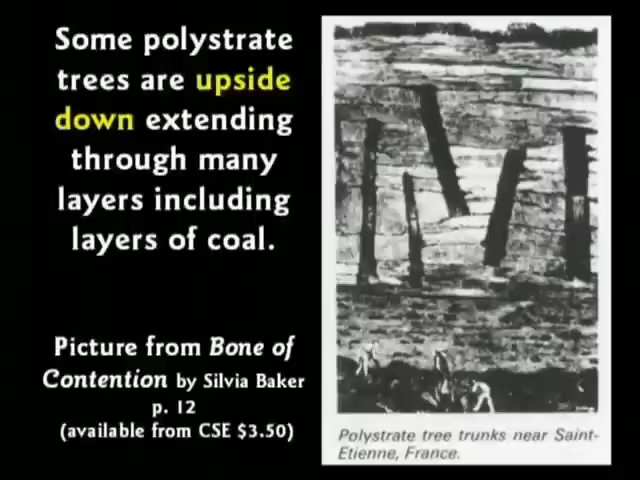 Some polystrate
trees are upside
down extending
through many
layers including
layers of coal.
Picture from Bone of
Contention by Silvia Baker
p. 12
(available from CSE $3.50)
Polystrate tree trunks near Saint-
Etienne, France.